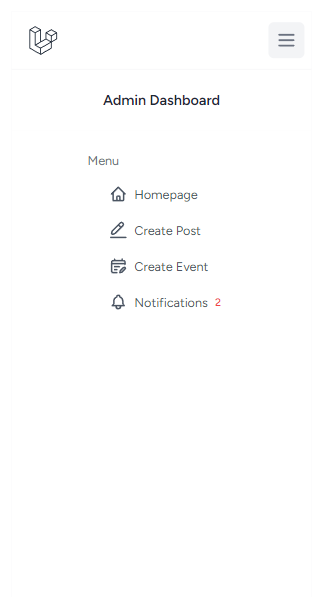 Admin Dashboard
Menu
Homepage
Create Post
Create Event
Notifications 2